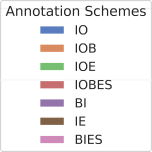 Annotation Schemes
IO
IOB
IOE
IOBES
BI
IE
BIES